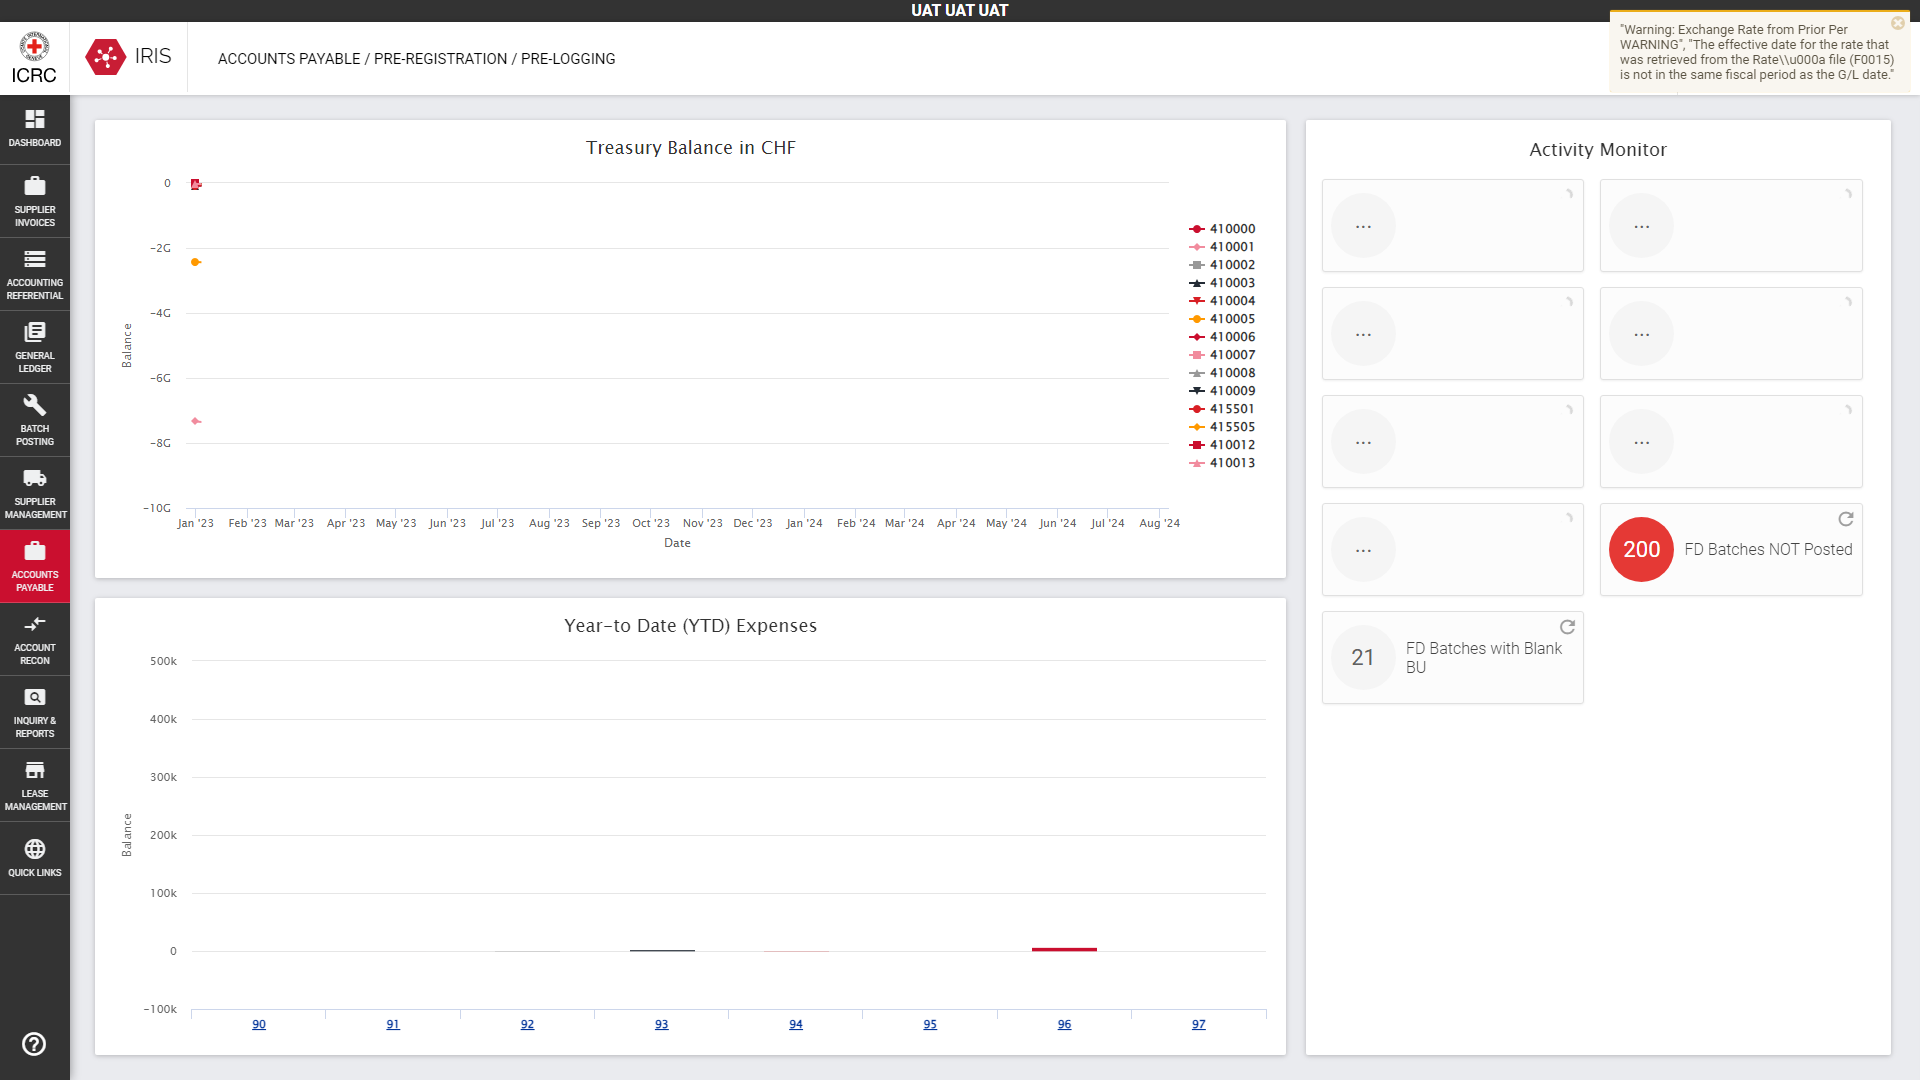 UAT UAT UAT
ICRC
IRIS
ACCOUNTS PAYABLE / PRE-REGISTRATION / PRE-LOGGING
"Warning: Exchange Rate from Prior Per
WARNING", "The effective date for the rate that
was retrieved from the Rate\\u000a file (F0015)
is not in the same fiscal period as the G/L date."
DASHBOARD
SUPPLIER
INVOICES
ACCOUNTING
REFERENTIAL
GENERAL
LEDGER
BATCH
POSTING
SUPPLIER
MANAGEMENT
ACCOUNTS
PAYABLE
ACCOUNT
RECON
INQUIRY &
REPORTS
LEASE
MANAGEMENT
QUICK LINKS
Treasury Balance in CHF
0
-2G
-4G
-6G
-8G
-10G
Balance
Jan '23 Feb '23 Mar '23 Apr '23 May '23 Jun '23 Jul '23 Aug '23 Sep '23 Oct '23 Nov '23 Dec '23 Jan '24 Feb '24 Mar '24 Apr '24 May '24 Jun '24 Jul '24 Aug '24
Date
410000
410001
410002
410003
410004
410005
410006
410007
410008
410009
415501
415505
410012
410013
Year-to Date (YTD) Expenses
500k
400k
300k
200k
100k
0
-100k
Balance
90 91 92 93 94 95 96 97
Activity Monitor
... ...
... ...
... ...
...
200 FD Batches NOT Posted
21 FD Batches with Blank
BU